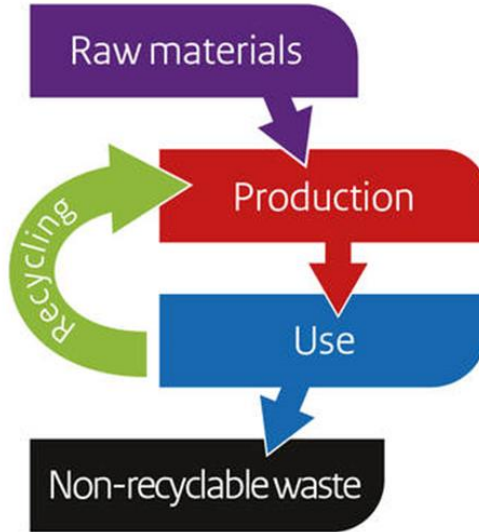 Raw materials
Production
Recycling
Use
Non-recyclable waste